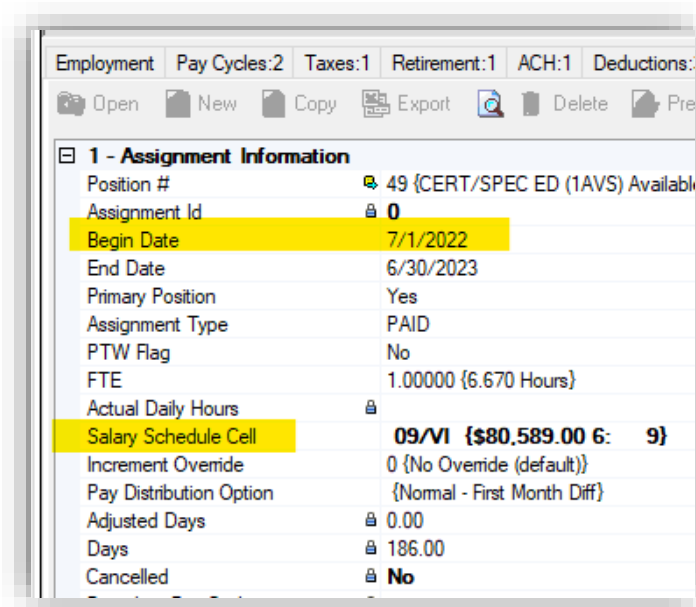 Employment Pay Cycles:2 Taxes:1 Retirement:1 ACH:1 Deductions:
Open New Copy Export Delete Pre
1 - Assignment Information
Position # 49 {CERT/SPEC ED (1AVS) Available
Assignment Id 0
Begin Date 7/1/2022
End Date 6/30/2023
Primary Position Yes
Assignment Type PAID
PTW Flag No
FTE 1.00000 {6.670 Hours}
Actual Daily Hours
Salary Schedule Cell 09/VI {$80,589.00 6: 9}
Increment Override 0 {No Override (default)}
Pay Distribution Option {Normal - First Month Diff}
Adjusted Days 0.00
Days 186.00
Cancelled No